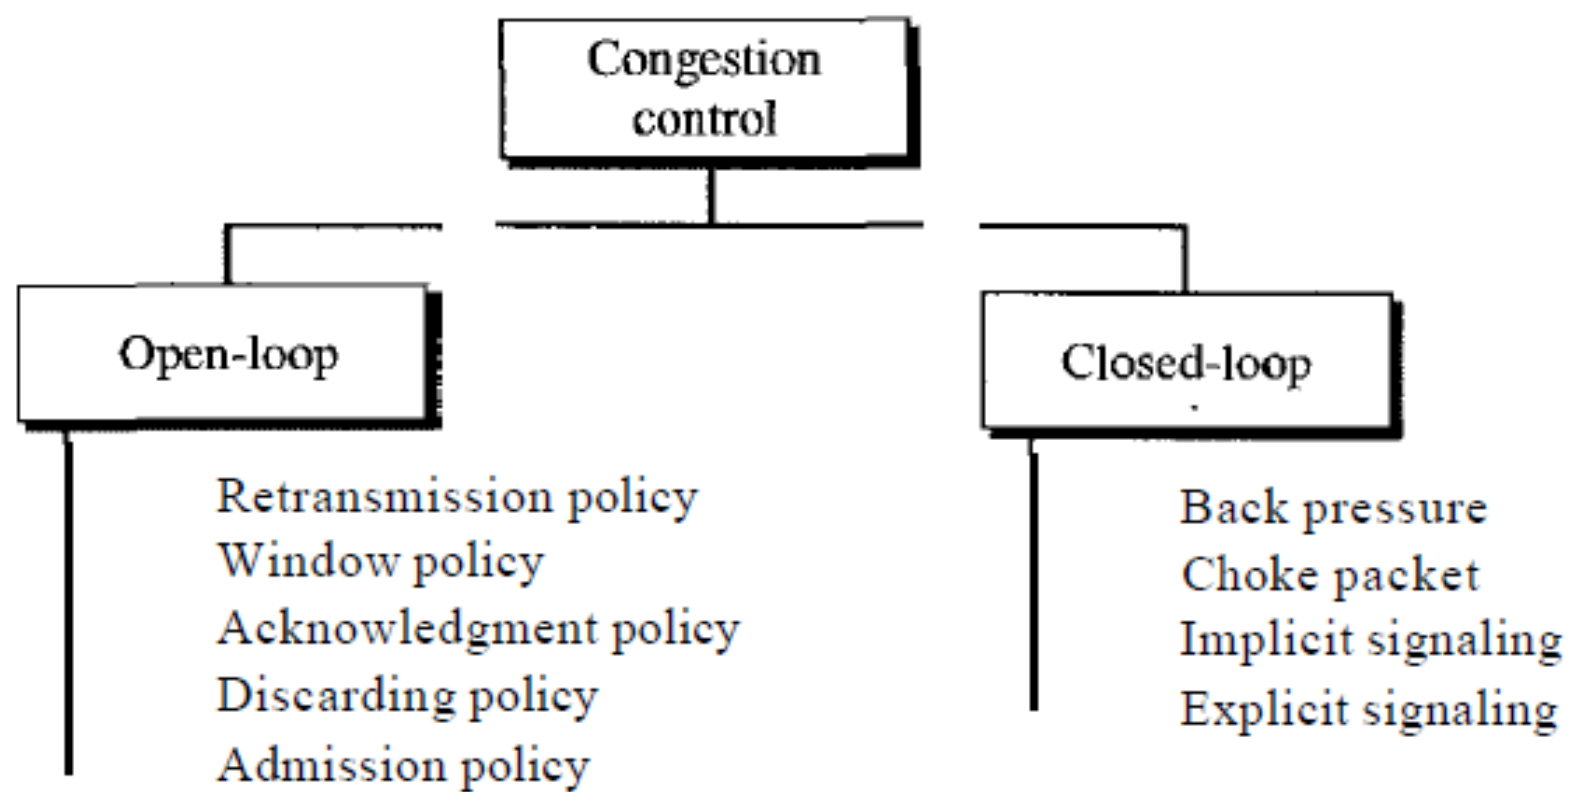 Congestion
control
Open-loop
Closed-loop
Retransmission policy
Window policy
Acknowledgment policy
Discarding policy
Admission policy
Back pressure
Choke packet
Implicit signaling
Explicit signaling